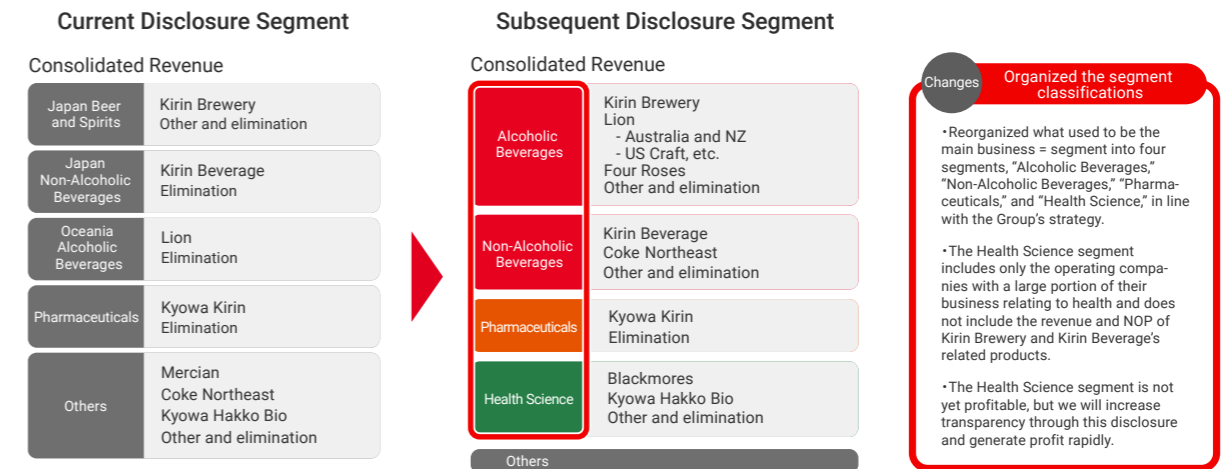 Current Disclosure Segment
Consolidated Revenue
Japan Beer
and Spirits
Kirin Brewery
Other and elimination
Japan
Non-Alcoholic
Beverages
Kirin Beverage
Elimination
Oceania
Alcoholic
Beverages
Lion
Elimination
Pharmaceuticals
Kyowa Kirin
Elimination
Others
Mercian
Coke Northeast
Kyowa Hakko Bio
Other and elimination
Subsequent Disclosure Segment
Consolidated Revenue
Alcoholic
Beverages
Kirin Brewery
Lion
- Australia and NZ
- US Craft, etc.
Four Roses
Other and elimination
Non-Alcoholic
Beverages
Kirin Beverage
Coke Northeast
Other and elimination
Pharmaceuticals
Kyowa Kirin
Elimination
Health Science
Blackmores
Kyowa Hakko Bio
Other and elimination
Others
Changes
Organized the segment
classifications
・Reorganized what used to be the
main business = segment into four
segments, “Alcoholic Beverages,”
“Non-Alcoholic Beverages,” “Pharma-
ceuticals,” and “Health Science,” in line
with the Group’s strategy.
・The Health Science segment
includes only the operating compa-
nies with a large portion of their
business relating to health and does
not include the revenue and NOP of
Kirin Brewery and Kirin Beverage’s
related products.
・The Health Science segment is not
yet profitable, but we will increase
transparency through this disclosure
and generate profit rapidly.